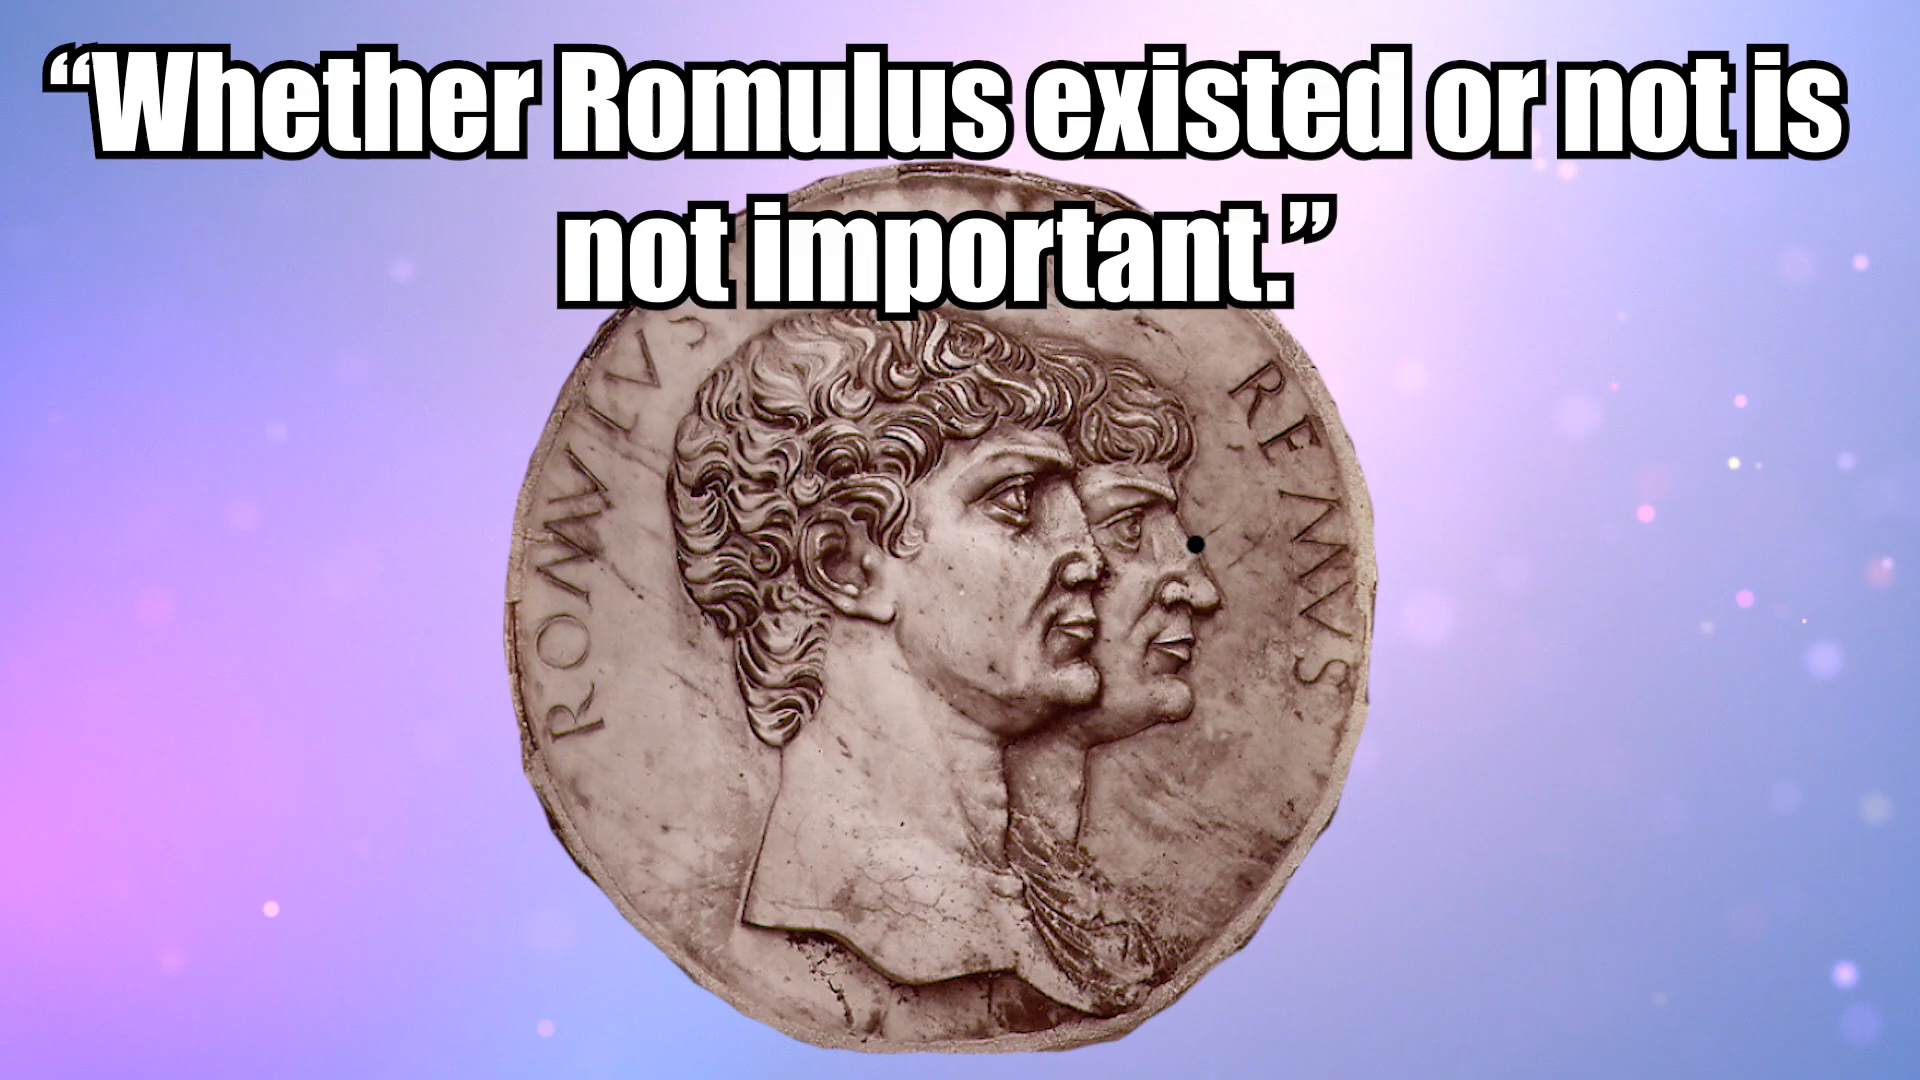 “Whether Romulus existed or not is
not important.”
ROMVLVS
REMVS